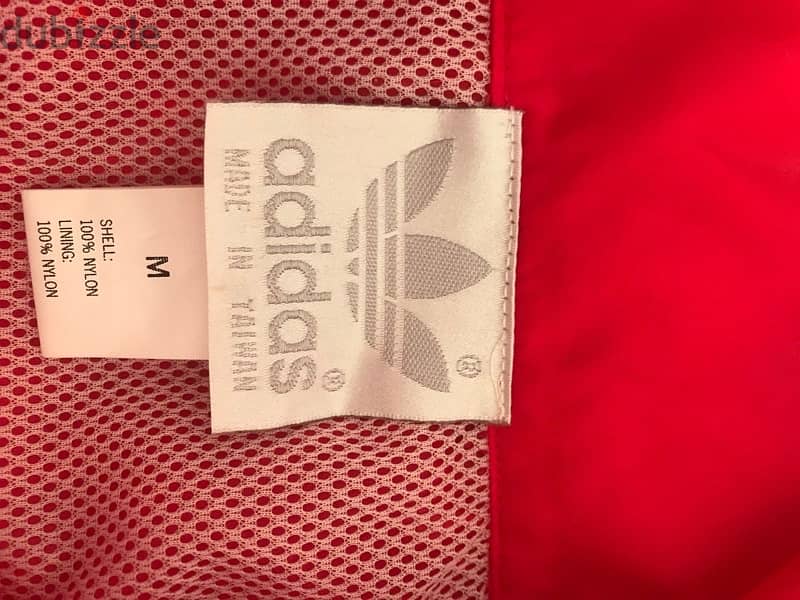 dubizzle
®
adidas®
MADE IN TAIWAN
M
SHELL:
100% NYLON
LINING:
100% NYLON